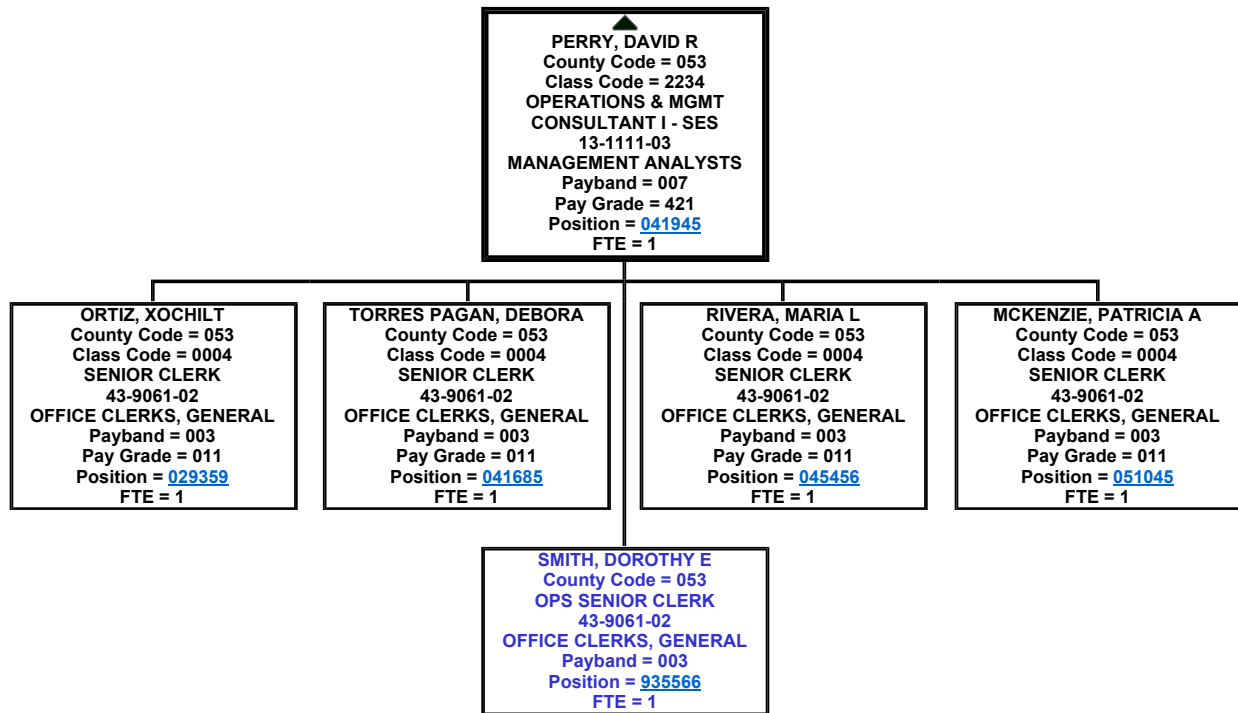 PERRY, DAVID R
County Code = 053
Class Code = 2234
OPERATIONS & MGMT
CONSULTANT I - SES
13-1111-03
MANAGEMENT ANALYSTS
Payband = 007
Pay Grade = 421
Position = 041945
FTE = 1
ORTIZ, XOCHILT
County Code = 053
Class Code = 0004
SENIOR CLERK
43-9061-02
OFFICE CLERKS, GENERAL
Payband = 003
Pay Grade = 011
Position = 029359
FTE = 1
TORRES PAGAN, DEBORA
County Code = 053
Class Code = 0004
SENIOR CLERK
43-9061-02
OFFICE CLERKS, GENERAL
Payband = 003
Pay Grade = 011
Position = 041685
FTE = 1
RIVERA, MARIA L
County Code = 053
Class Code = 0004
SENIOR CLERK
43-9061-02
OFFICE CLERKS, GENERAL
Payband = 003
Pay Grade = 011
Position = 045456
FTE = 1
MCKENZIE, PATRICIA A
County Code = 053
Class Code = 0004
SENIOR CLERK
43-9061-02
OFFICE CLERKS, GENERAL
Payband = 003
Pay Grade = 011
Position = 051045
FTE = 1
SMITH, DOROTHY E
County Code = 053
OPS SENIOR CLERK
43-9061-02
OFFICE CLERKS, GENERAL
Payband = 003
Position = 935566
FTE = 1